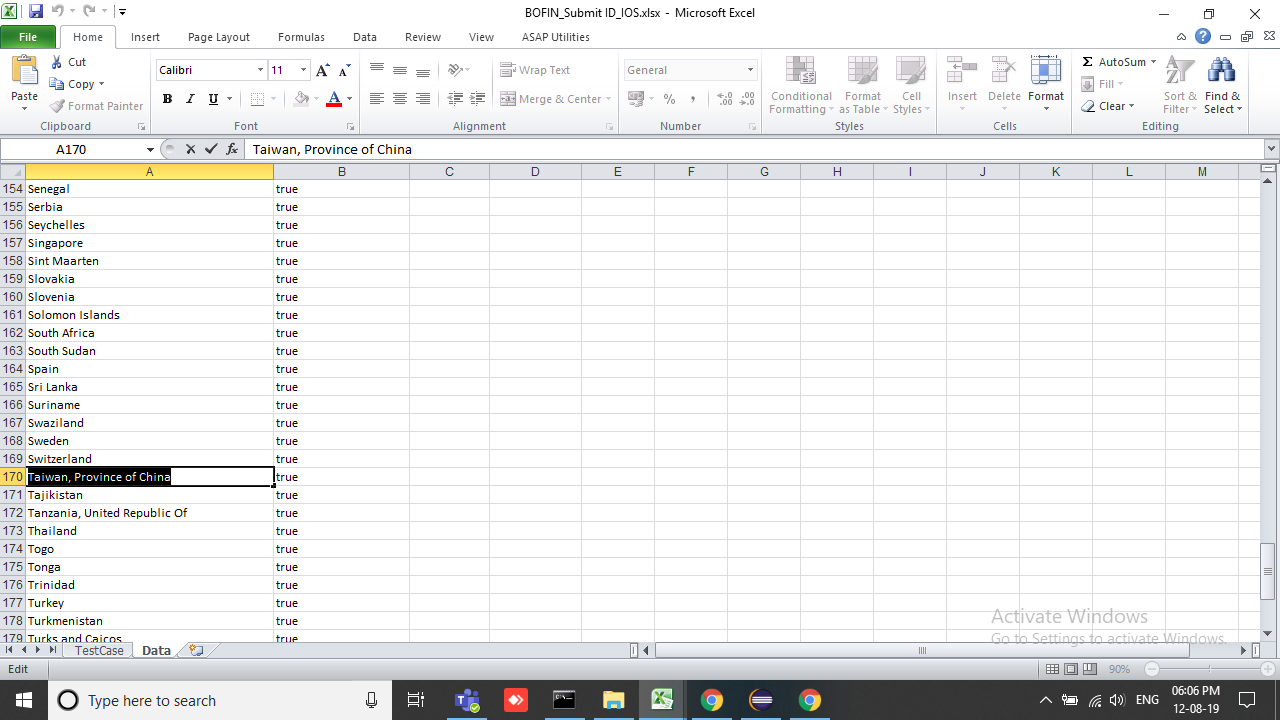 BOFIN_Submit ID_IOS.xlsx - Microsoft Excel
File Home Insert Page Layout Formulas Data Review View ASAP Utilities
Paste Cut Copy Format Painter Clipboard
Calibri 11 B I U A Font
Wrap Text Merge & Center Alignment
General % , Number
Conditional Formatting Format as Table Cell Styles Styles
Insert Delete Format Cells
Σ AutoSum Fill Clear Sort & Filter Find & Select Editing
A170 fx Taiwan, Province of China
A B C D E F G H I J K L M
154 Senegal true
155 Serbia true
156 Seychelles true
157 Singapore true
158 Sint Maarten true
159 Slovakia true
160 Slovenia true
161 Solomon Islands true
162 South Africa true
163 South Sudan true
164 Spain true
165 Sri Lanka true
166 Suriname true
167 Swaziland true
168 Sweden true
169 Switzerland true
170 Taiwan, Province of China true
171 Tajikistan true
172 Tanzania, United Republic Of true
173 Thailand true
174 Togo true
175 Tonga true
176 Trinidad true
177 Turkey true
178 Turkmenistan true
179 Turks and Caicos true
Activate Windows
Go to Settings to activate Windows.
TestCase Data
Edit 90%
Type here to search ENG 06:06 PM
12-08-19